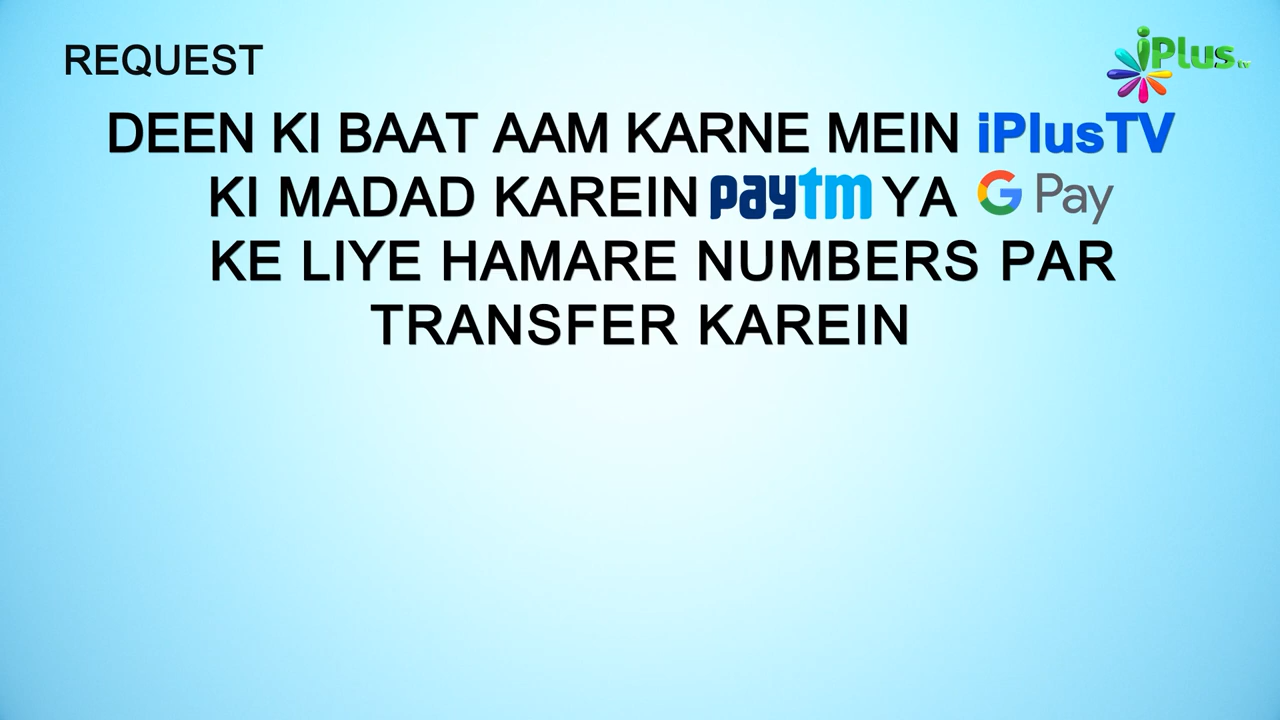 REQUEST
iPlus tv
DEEN KI BAAT AAM KARNE MEIN iPlusTV
KI MADAD KAREIN paytm YA G Pay
KE LIYE HAMARE NUMBERS PAR
TRANSFER KAREIN